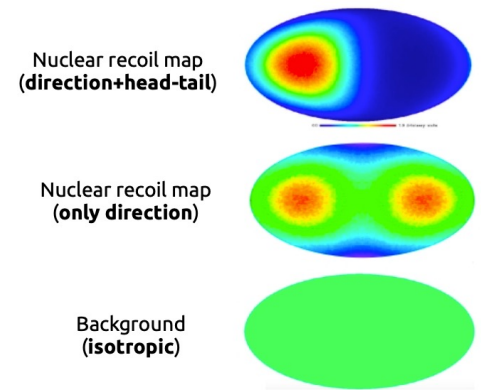 Nuclear recoil map
(direction+head-tail)
Nuclear recoil map
(only direction)
Background
(isotropic)